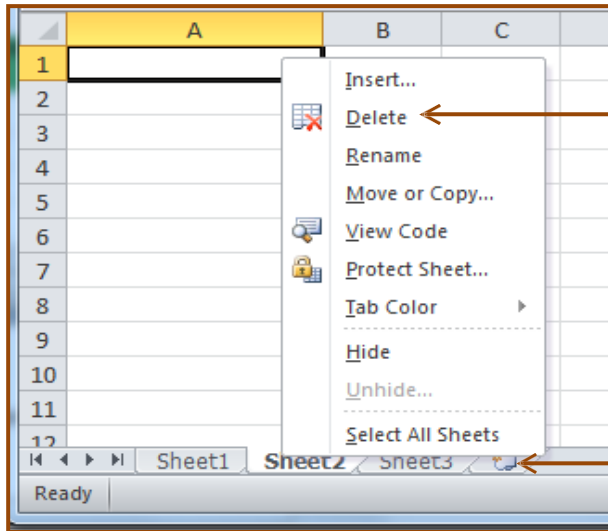 A B C
1
Insert...
2
Delete
3
Rename
4
Move or Copy...
5
6
View Code
7
Protect Sheet...
8
Tab Color
9
Hide
10
Unhide...
11
Select All Sheets
12
Sheet1 Sheet2 Sheet3
Ready